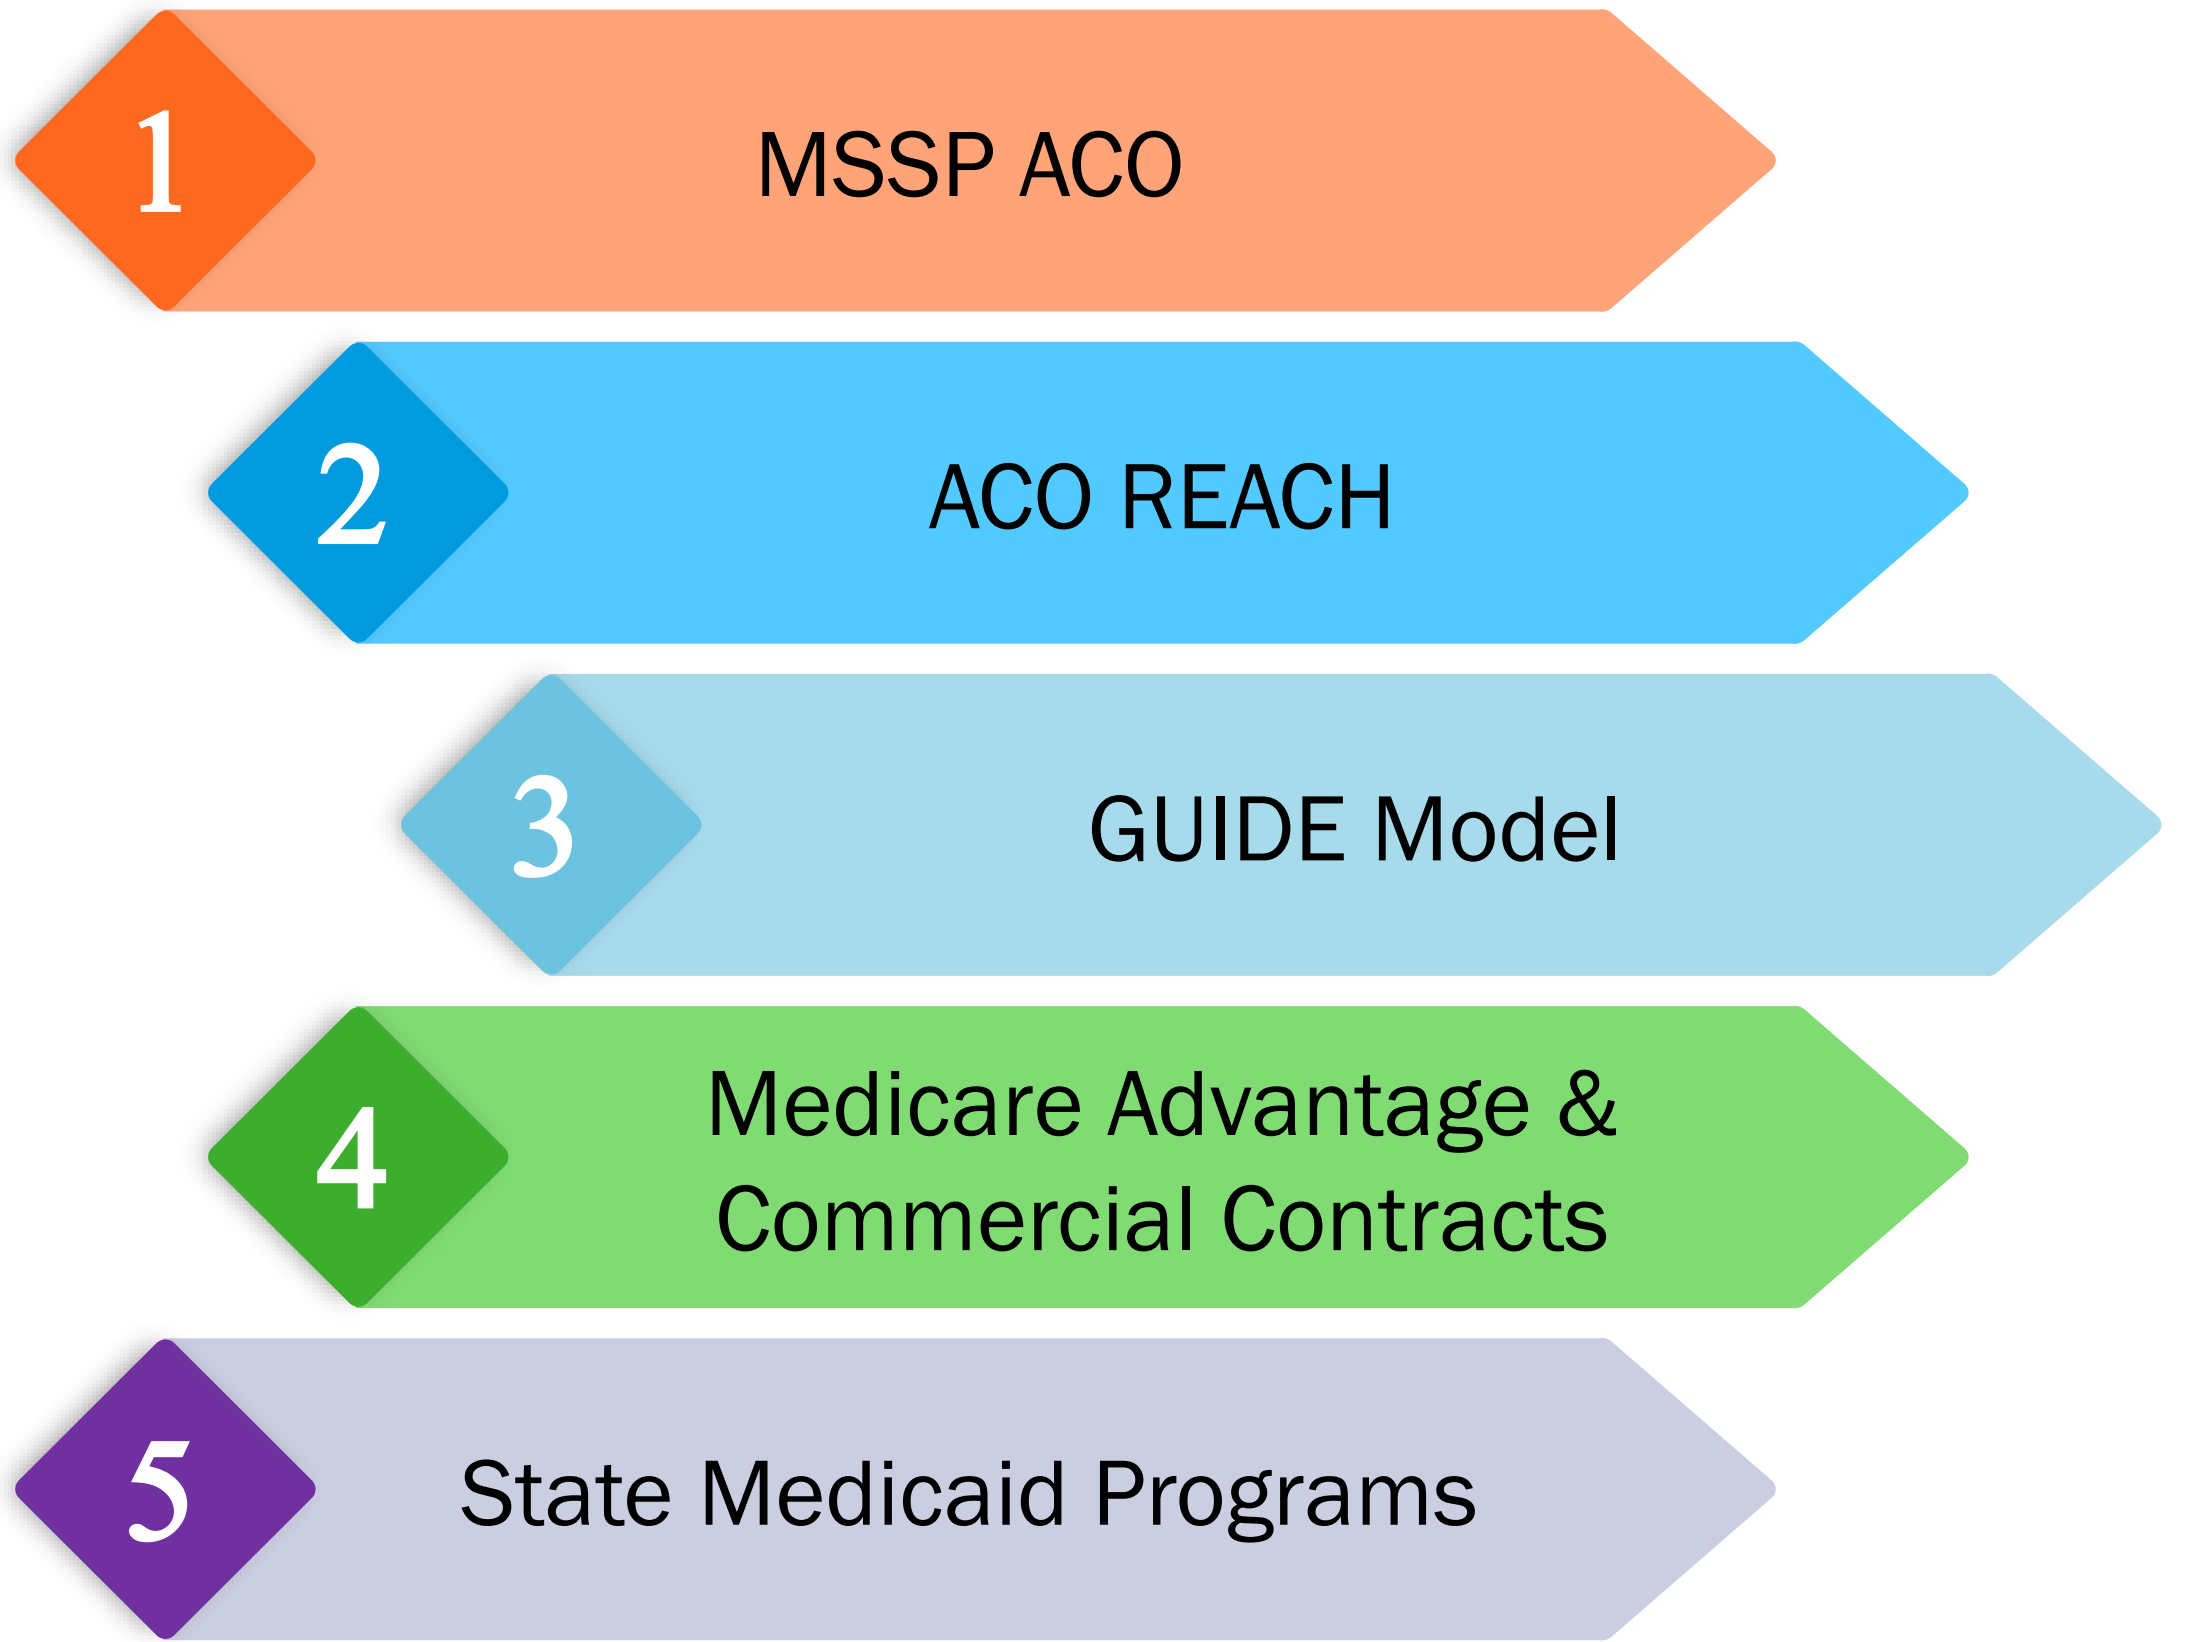 1
MSSP ACO
2
ACO REACH
3
GUIDE Model
4
Medicare Advantage &
Commercial Contracts
5
State Medicaid Programs